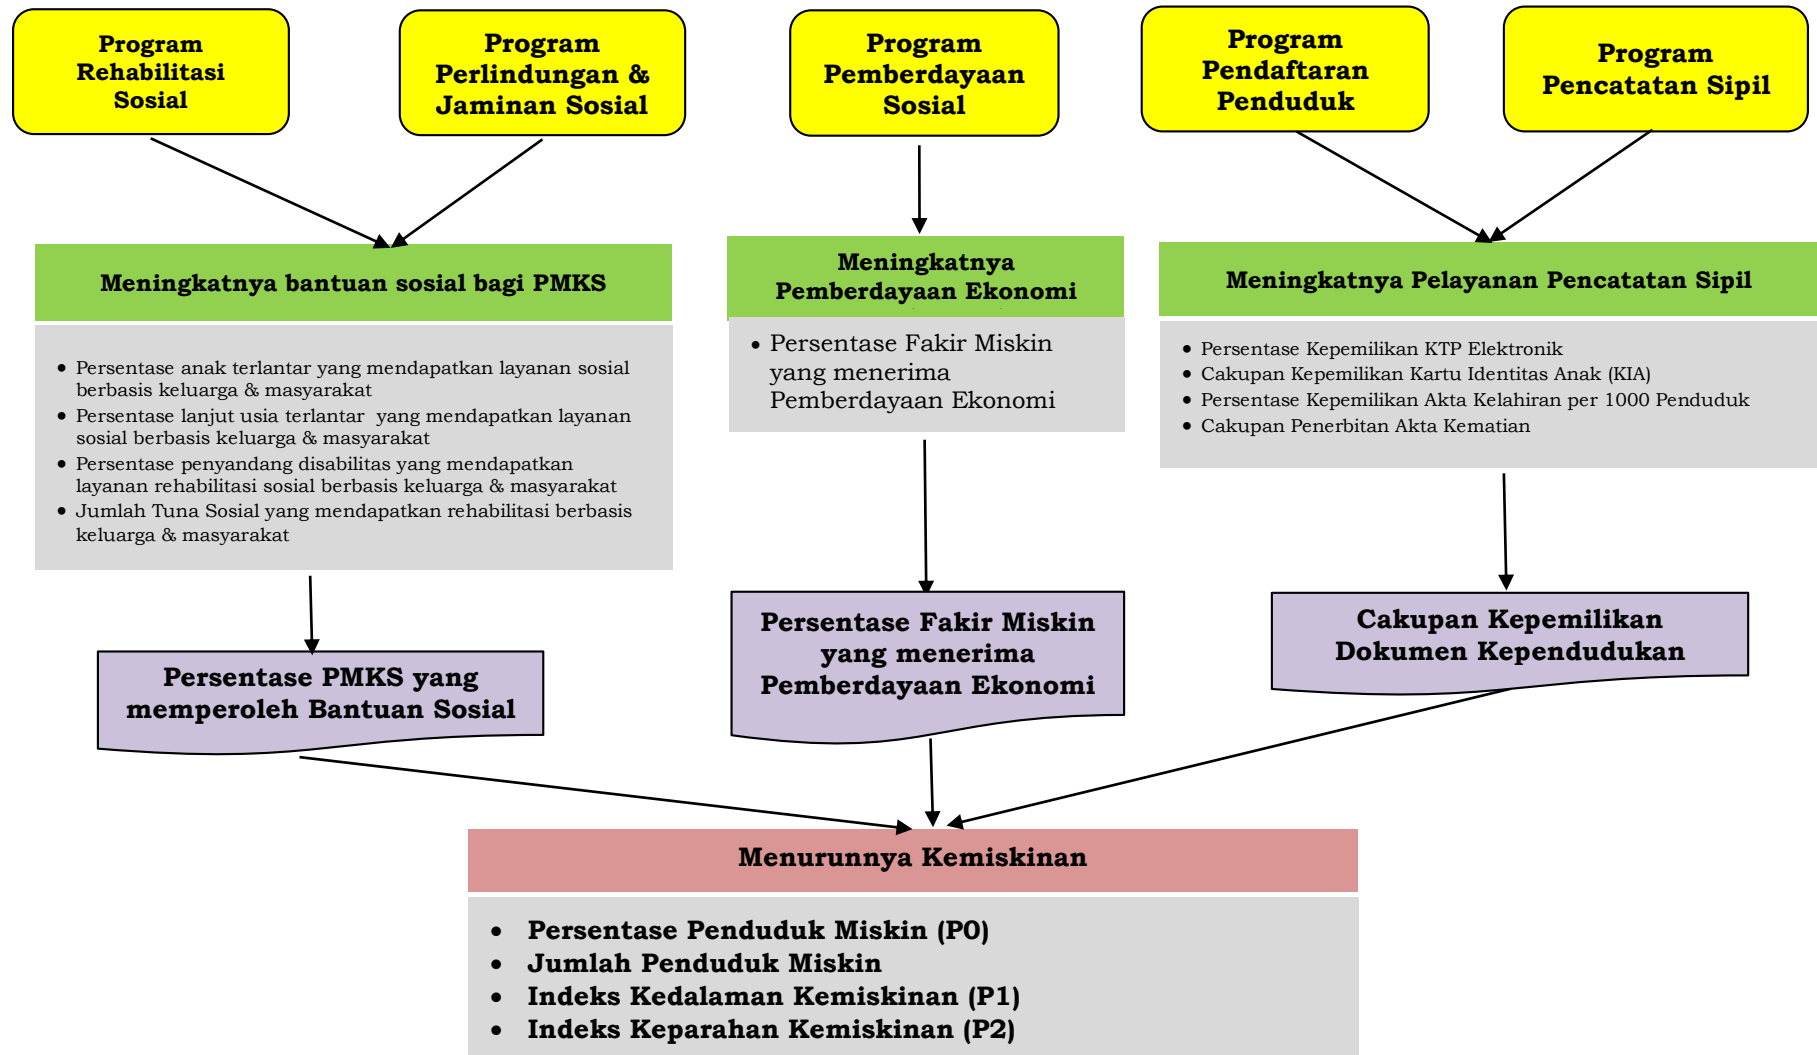 Program
Rehabilitasi
Sosial
Program
Perlindungan &
Jaminan Sosial
Program
Pemberdayaan
Sosial
Program
Pendaftaran
Penduduk
Program
Pencatatan Sipil
Meningkatnya bantuan sosial bagi PMKS
• Persentase anak terlantar yang mendapatkan layanan sosial
berbasis keluarga & masyarakat
• Persentase lanjut usia terlantar yang mendapatkan layanan
sosial berbasis keluarga & masyarakat
• Persentase penyandang disabilitas yang mendapatkan
layanan rehabilitasi sosial berbasis keluarga & masyarakat
• Jumlah Tuna Sosial yang mendapatkan rehabilitasi berbasis
keluarga & masyarakat
Meningkatnya
Pemberdayaan Ekonomi
• Persentase Fakir Miskin
yang menerima
Pemberdayaan Ekonomi
Meningkatnya Pelayanan Pencatatan Sipil
• Persentase Kepemilikan KTP Elektronik
• Cakupan Kepemilikan Kartu Identitas Anak (KIA)
• Persentase Kepemilikan Akta Kelahiran per 1000 Penduduk
• Cakupan Penerbitan Akta Kematian
Persentase PMKS yang
memperoleh Bantuan Sosial
Persentase Fakir Miskin
yang menerima
Pemberdayaan Ekonomi
Cakupan Kepemilikan
Dokumen Kependudukan
Menurunnya Kemiskinan
• Persentase Penduduk Miskin (P0)
• Jumlah Penduduk Miskin
• Indeks Kedalaman Kemiskinan (P1)
• Indeks Keparahan Kemiskinan (P2)